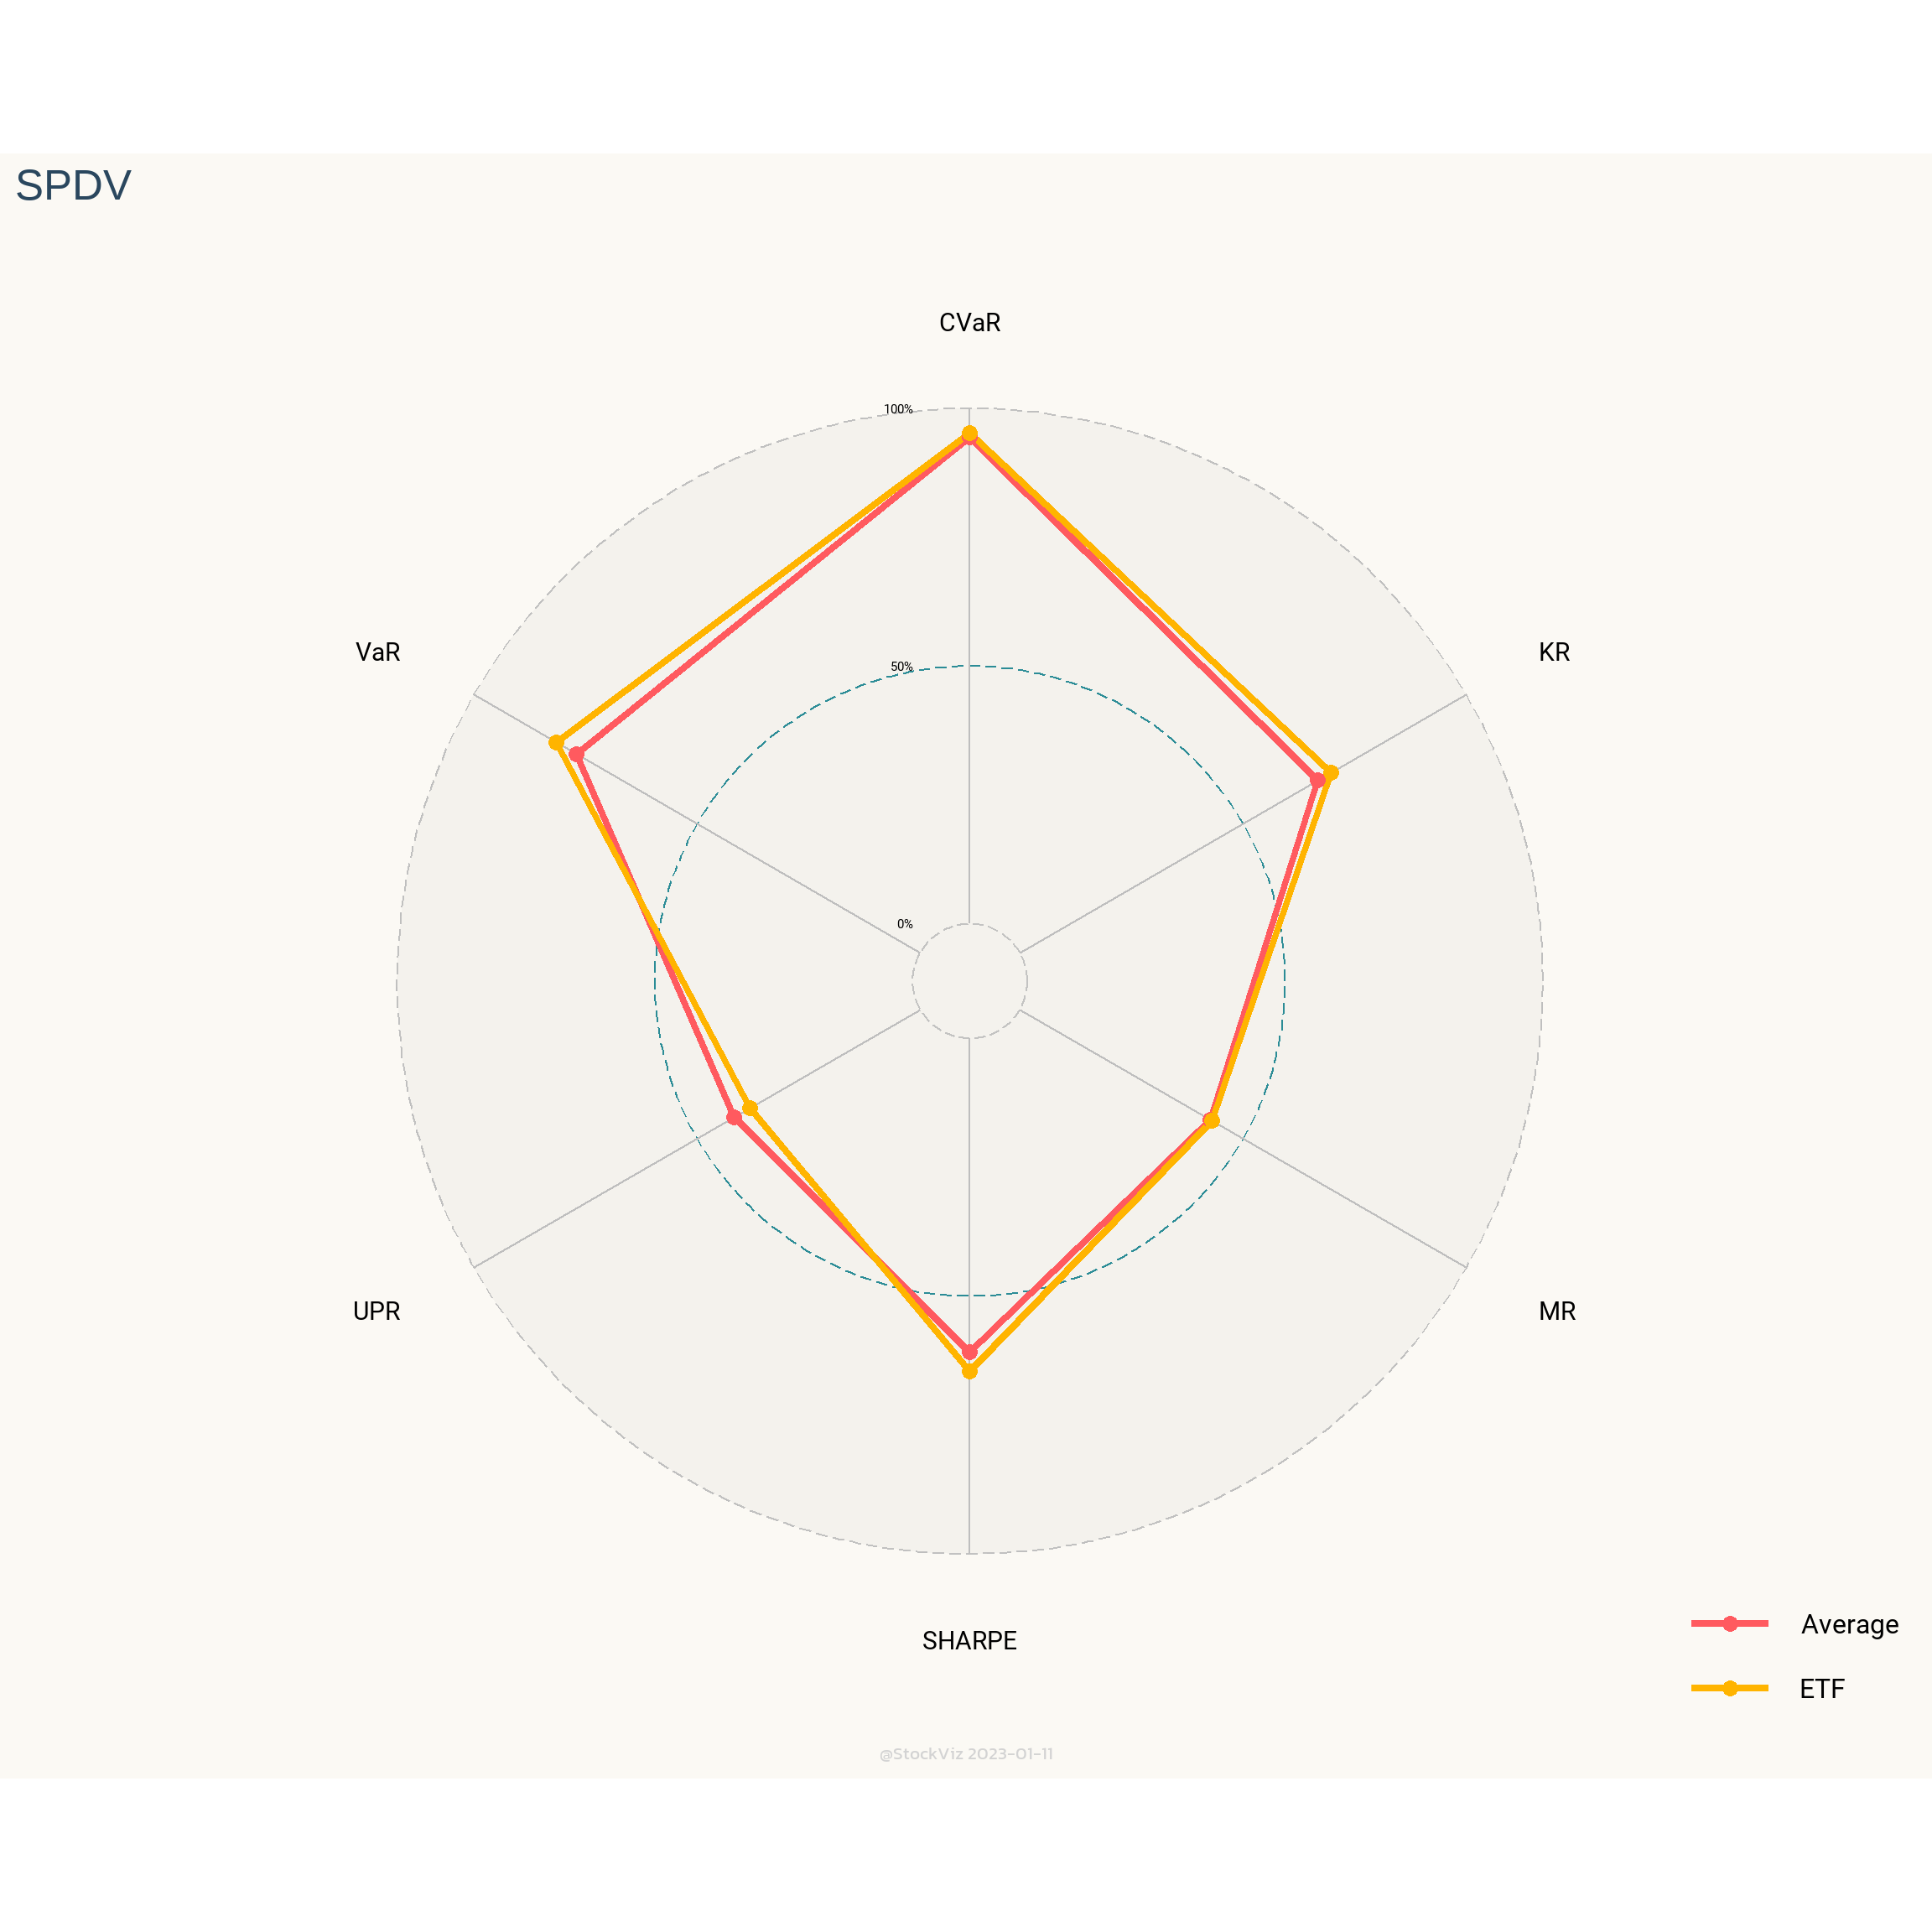 SPDV
CVaR
100%
VaR
KR
50%
0%
UPR
MR
SHARPE
Average
ETF
@StockViz 2023-01-11